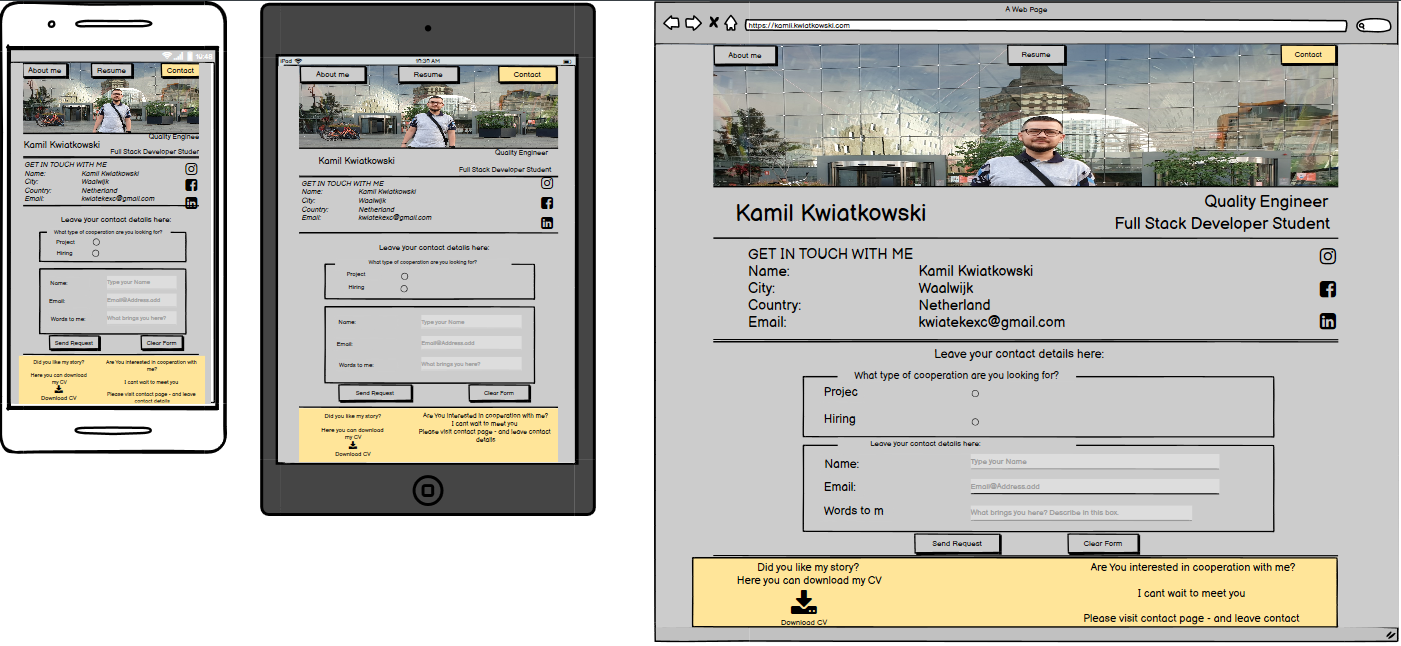 10:46
About me Resume Contact
Quality Enginee
Kamil Kwiatkowski
Full Stack Developer Studer
GET IN TOUCH WITH ME
Name: Kamil Kwiatkowski
City: Waalwijk
Country: Netherland
Email: kwiatekexc@gmail.com
Leave your contact details here:
What type of cooperation are you looking for?
Project
Hiring
Name: Type your Name
Email: Email@Address.add
Words to me: What brings you here?
Send Request Clear Form
Did you like my story?
Here you can download
my CV
Download CV
Are You interested in cooperation with
me?
I cant wait to meet you
Please visit contact page - and leave
contact details
iPad 10:35 AM
About me Resume Contact
Quality Engineer
Kamil Kwiatkowski
Full Stack Developer Student
GET IN TOUCH WITH ME
Name: Kamil Kwiatkowski
City: Waalwijk
Country: Netherland
Email: kwiatekexc@gmail.com
Leave your contact details here:
What type of cooperation are you looking for?
Project
Hiring
Name: Type your Name
Email: Email@Address.add
Words to me: What brings you here?
Send Request Clear Form
Did you like my story?
Here you can download
my CV
Download CV
Are You interested in cooperation with me?
I cant wait to meet you
Please visit contact page - and leave contact
details
A Web Page
https://kamil.kwiatkowski.com
About me Resume Contact
Quality Engineer
Kamil Kwiatkowski
Full Stack Developer Student
GET IN TOUCH WITH ME
Name: Kamil Kwiatkowski
City: Waalwijk
Country: Netherland
Email: kwiatekexc@gmail.com
Leave your contact details here:
What type of cooperation are you looking for?
Projec
Hiring
Leave your contact details here:
Name: Type your Name
Email: Email@Address.add
Words to m What brings you here? Describe in this box.
Send Request Clear Form
Did you like my story?
Here you can download my CV
Download CV
Are You interested in cooperation with me?
I cant wait to meet you
Please visit contact page - and leave contact